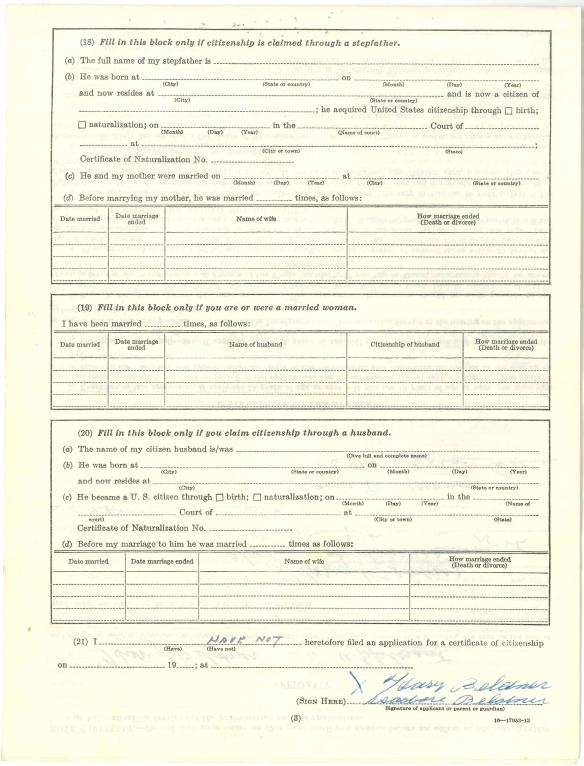 (18) Fill in this block only if citizenship is claimed through a stepfather.
(a) The full name of my stepfather is
(b) He was born at on
(City) (State or country) (Month) (Day) (Year)
and now resides at and is now a citizen of
(City) (State or country)
; he acquired United States citizenship through ☐ birth;
☐ naturalization; on in the Court of
(Month) (Day) (Year) (Name of court)
at ;
(City or town) (State)
Certificate of Naturalization No.
(c) He and my mother were married on at
(Month) (Day) (Year) (City) (State or country)
(d) Before marrying my mother, he was married times, as follows:
Date married Date marriage ended Name of wife How marriage ended (Death or divorce)
(19) Fill in this block only if you are or were a married woman.
I have been married times, as follows:
Date married Date marriage ended Name of husband Citizenship of husband How marriage ended (Death or divorce)
(20) Fill in this block only if you claim citizenship through a husband.
(a) The name of my citizen husband is/was
(Give full and complete name)
(b) He was born at on
(City) (State or country) (Month) (Day) (Year)
and now resides at
(City) (State or country)
(c) He became a U. S. citizen through ☐ birth; ☐ naturalization; on in the
(Month) (Day) (Year) (Name of
Court of at
court) (City or town) (State)
Certificate of Naturalization No.
(d) Before my marriage to him he was married times as follows:
Date married Date marriage ended Name of wife How marriage ended (Death or divorce)
(21) I HAVE NOT heretofore filed an application for a certificate of citizenship
(Have) (Have not)
on 19 ; at
X Beldner
(SIGN HERE) Isadore Beldner
Signature of applicant or parent or guardian)
(3) 16—17983-13